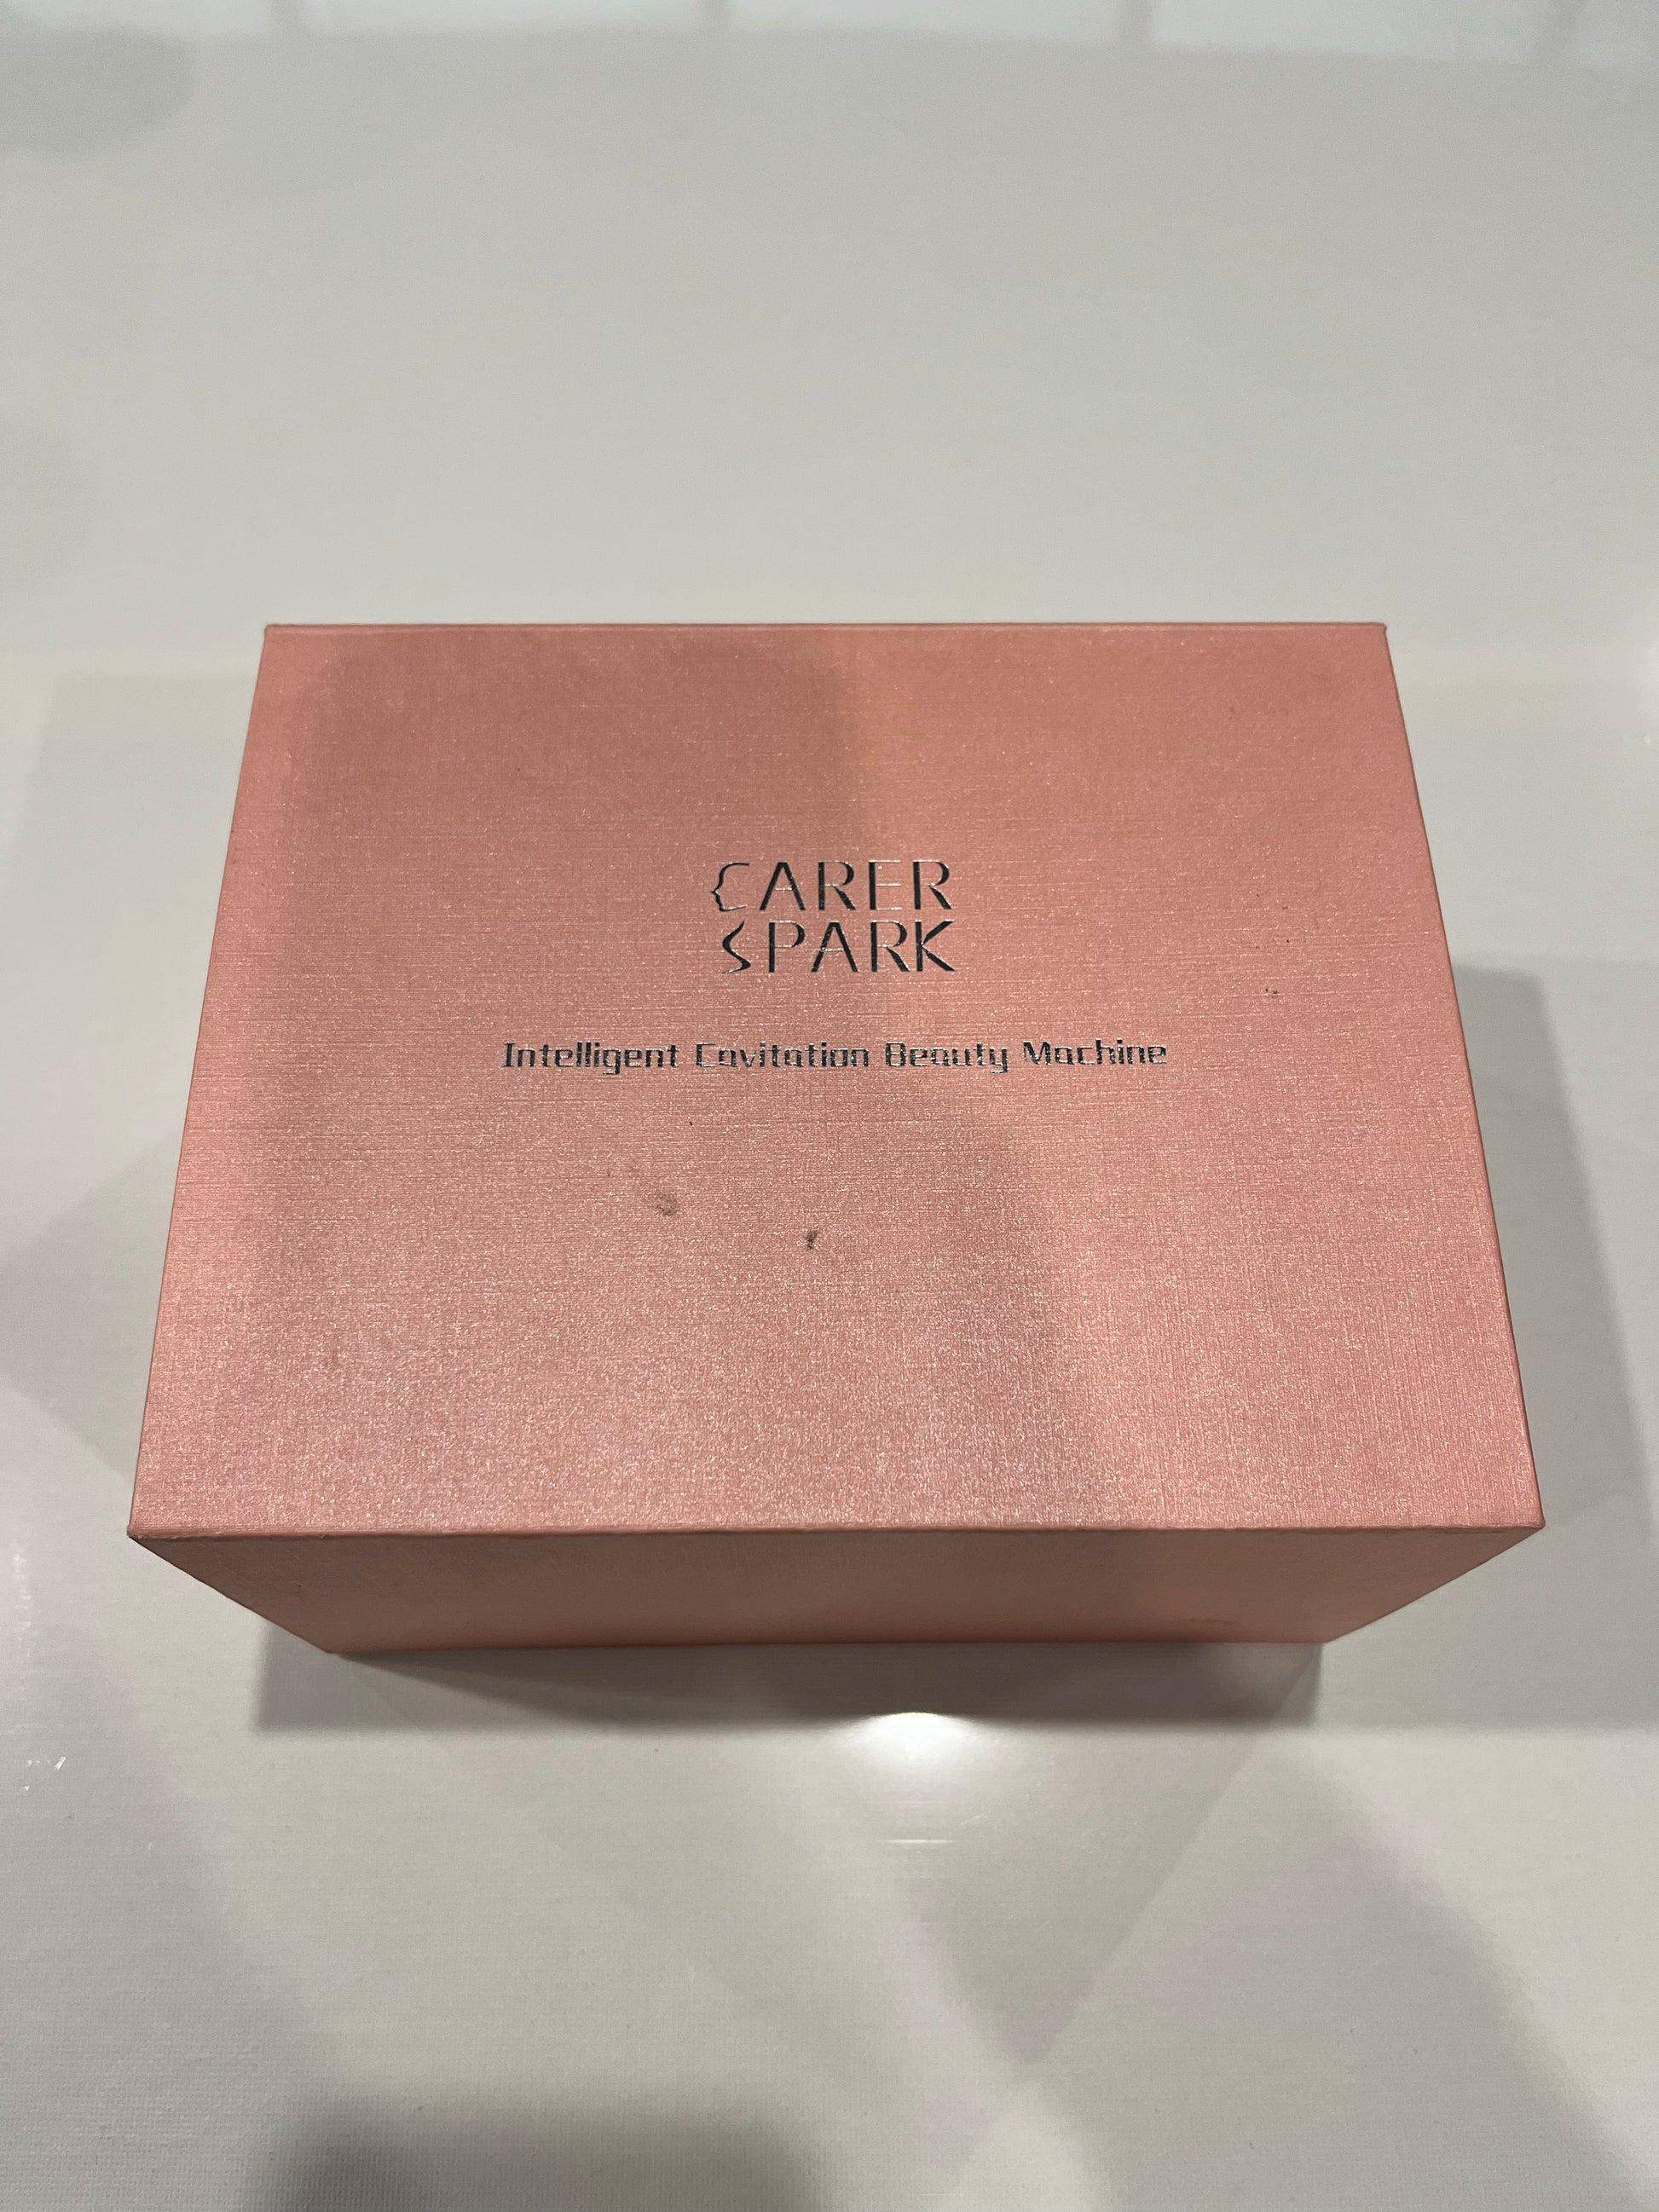 CARER
SPARK
Intelligent Cavitation Beauty Machine